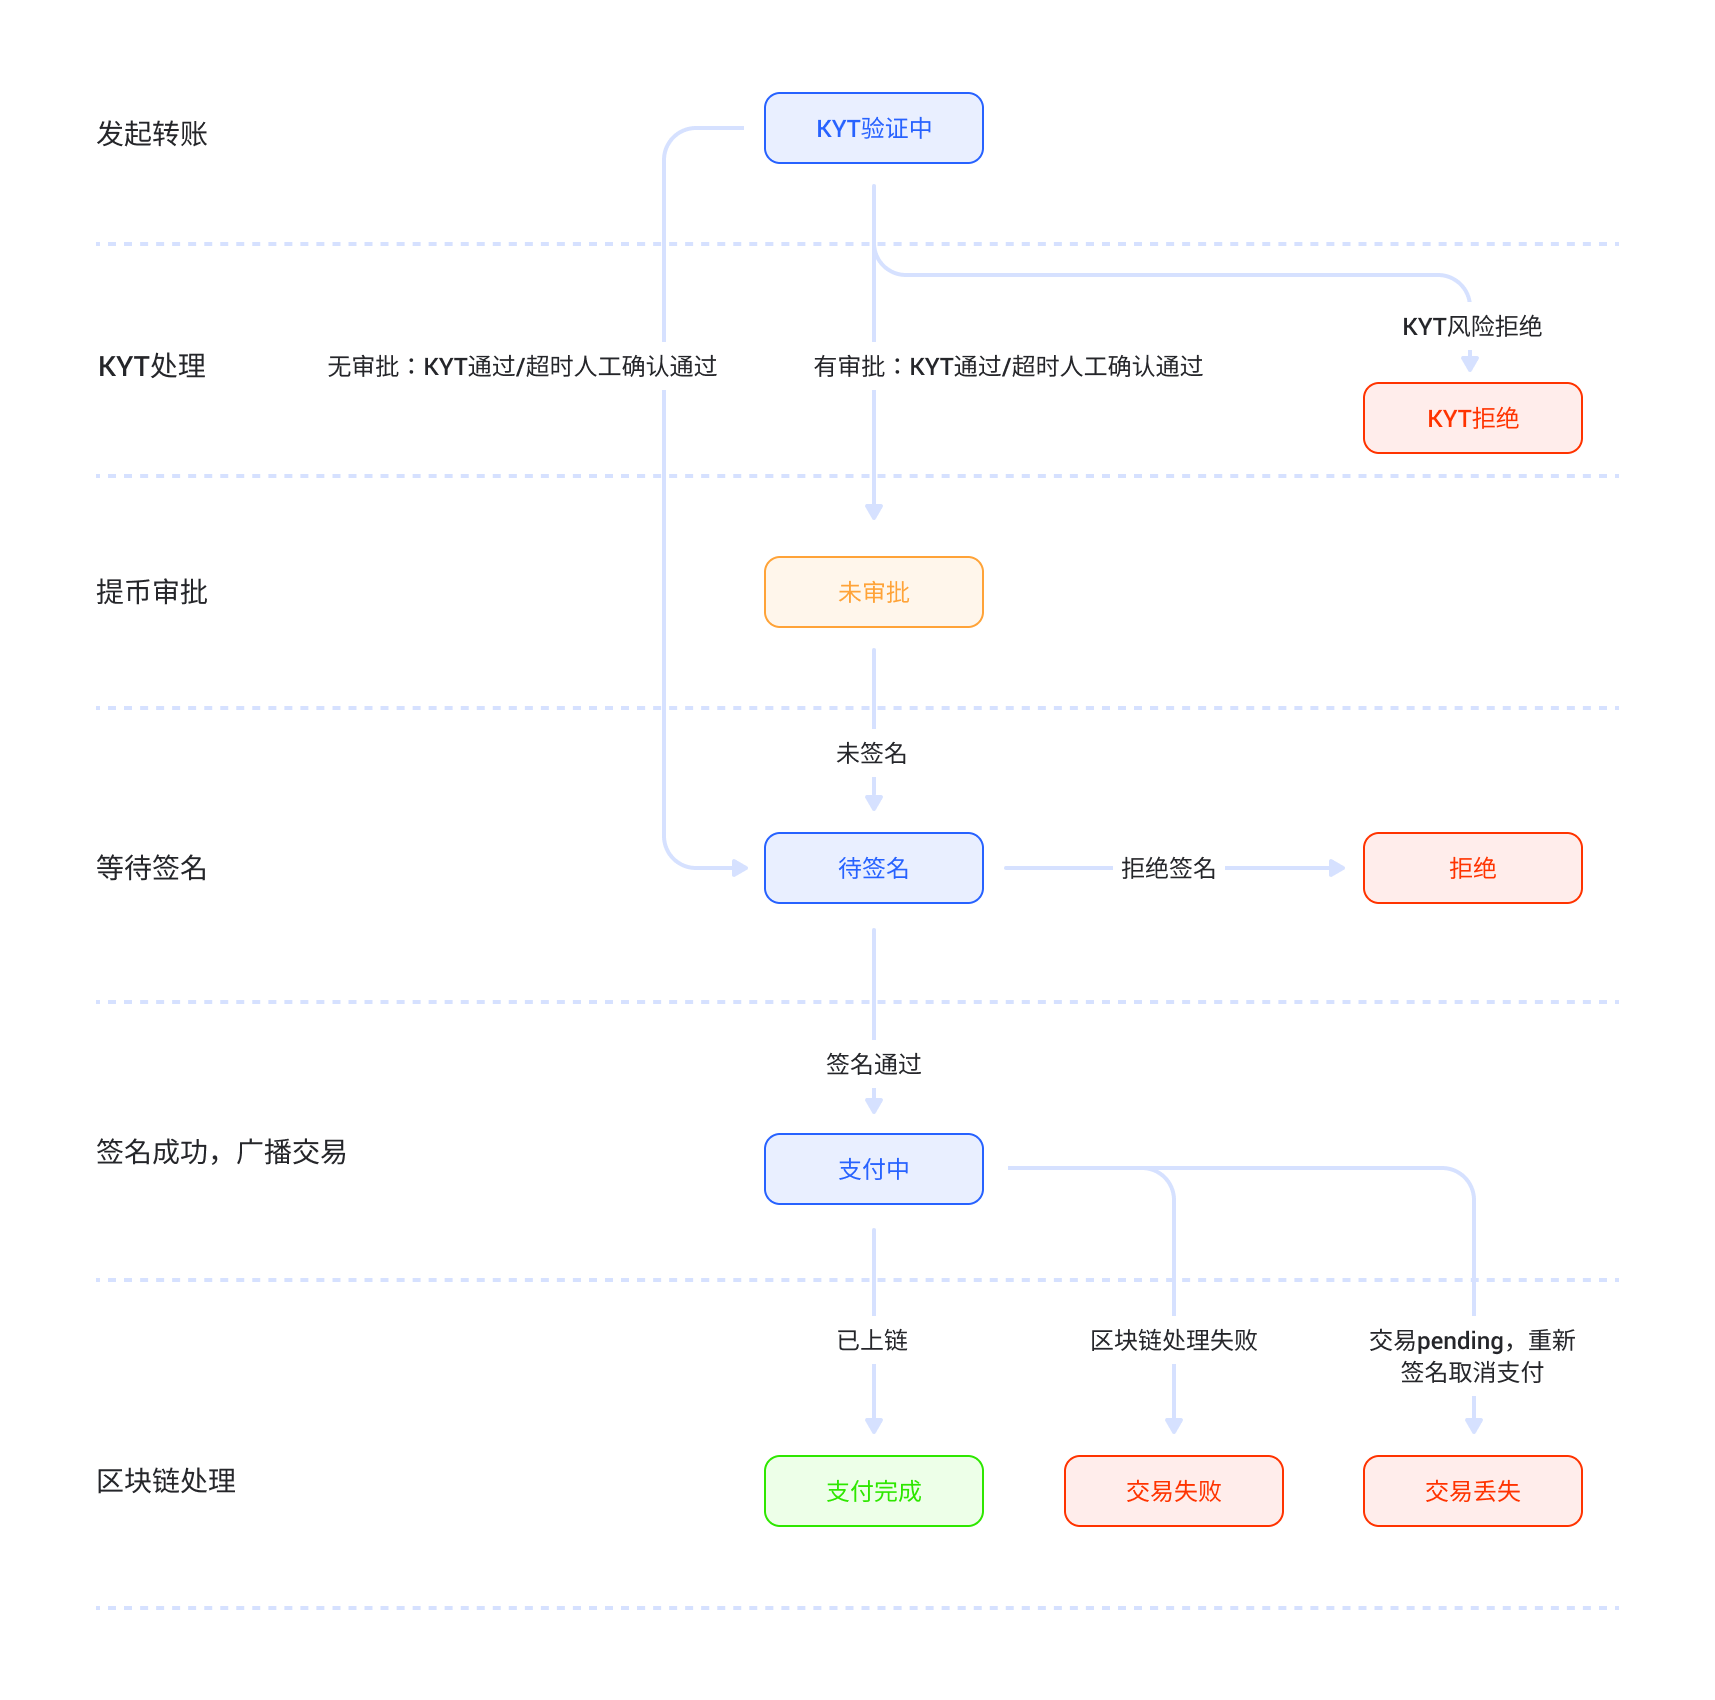 发起转账
KYT验证中
KYT风险拒绝
KYT处理
无审批：KYT通过/超时人工确认通过
有审批：KYT通过/超时人工确认通过
KYT拒绝
提币审批
未审批
未签名
等待签名
待签名
拒绝签名
拒绝
签名通过
签名成功，广播交易
支付中
已上链
区块链处理失败
交易pending，重新
签名取消支付
区块链处理
支付完成
交易失败
交易丢失